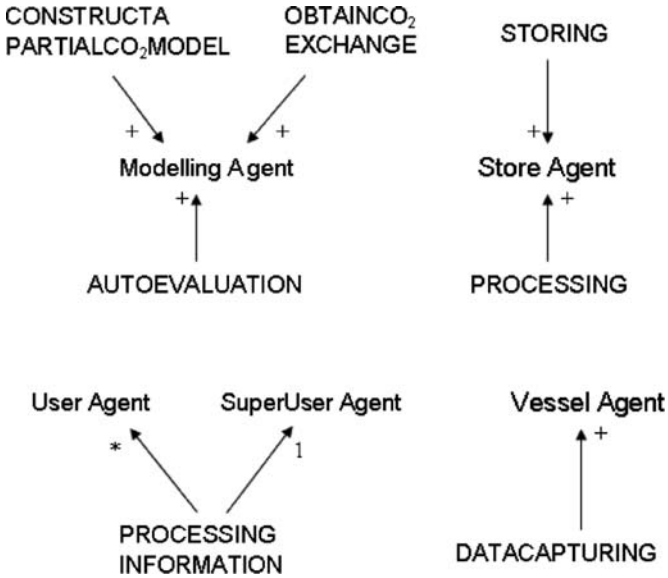 CONSTRUCTA
PARTIALCO₂MODEL
OBTAINCO₂
EXCHANGE
STORING
+
+
+
Modelling Agent
Store Agent
+
+
AUTOEVALUATION
PROCESSING
User Agent
SuperUser Agent
Vessel Agent
*
1
+
PROCESSING
INFORMATION
DATACAPTURING